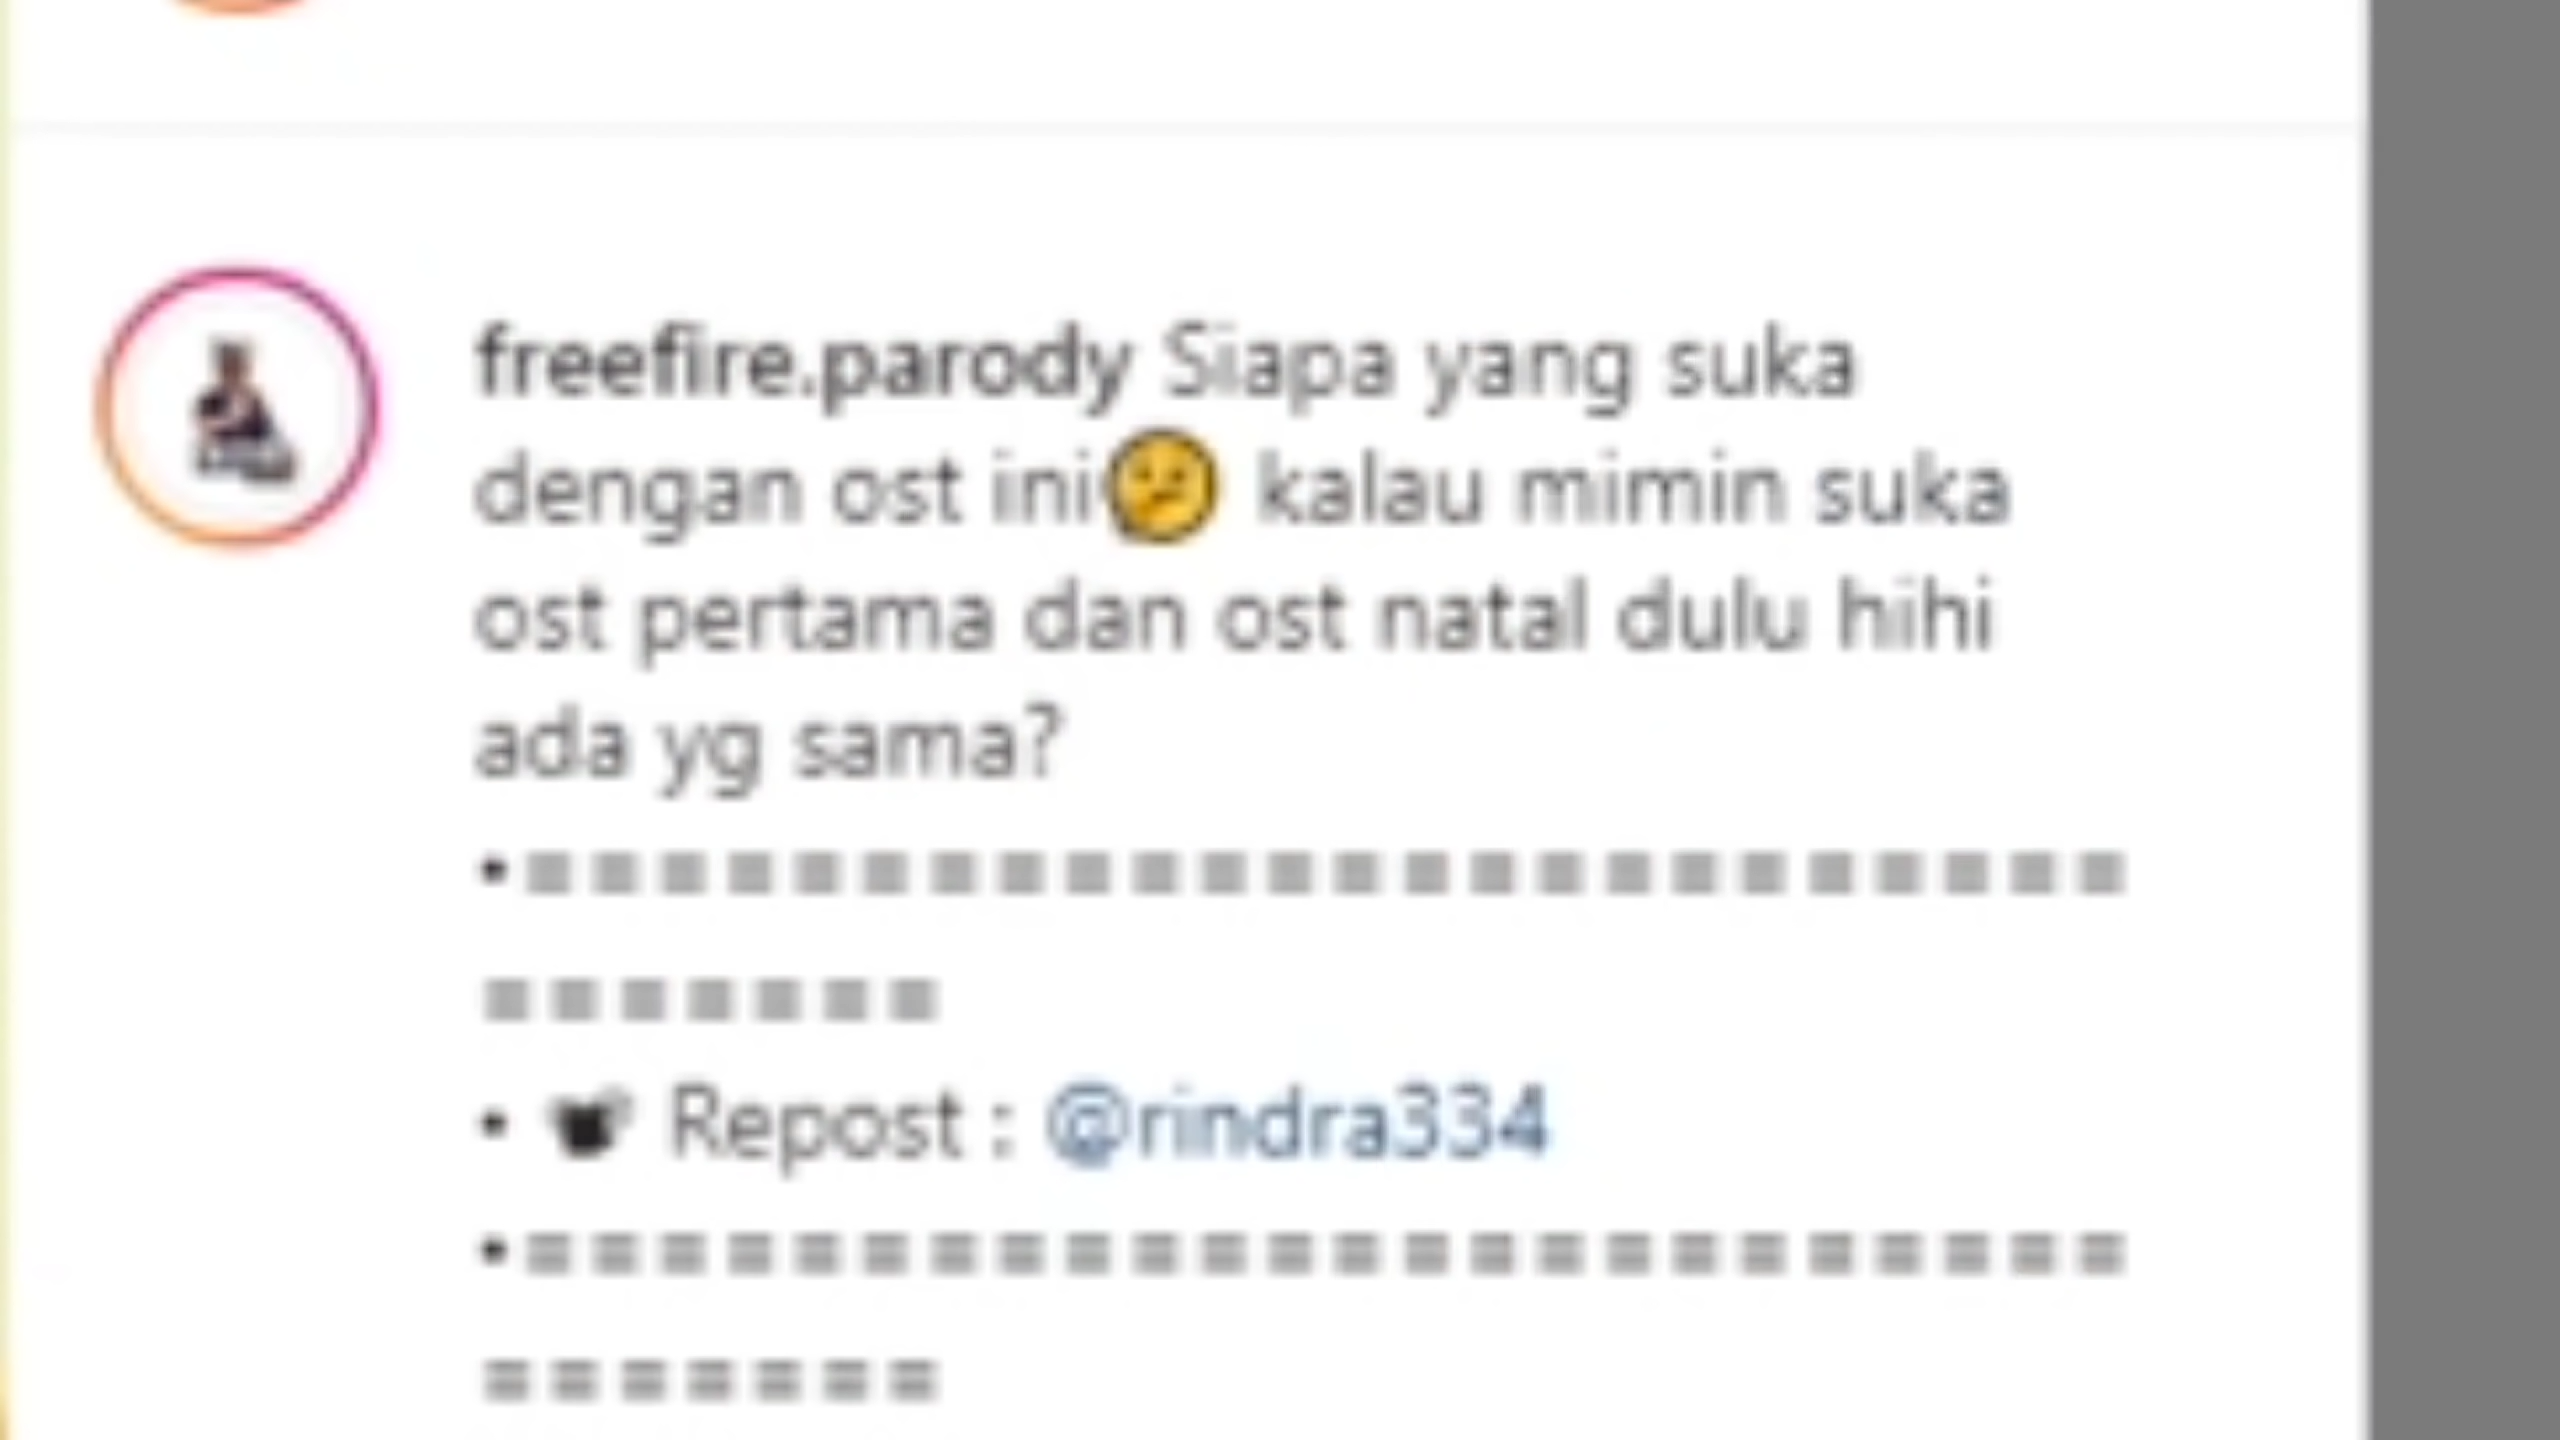 freefire.parody Siapa yang suka
dengan ost ini🫤 kalau mimin suka
ost pertama dan ost natal dulu hihi
ada yg sama?
•
• Repost : @rindra334
•